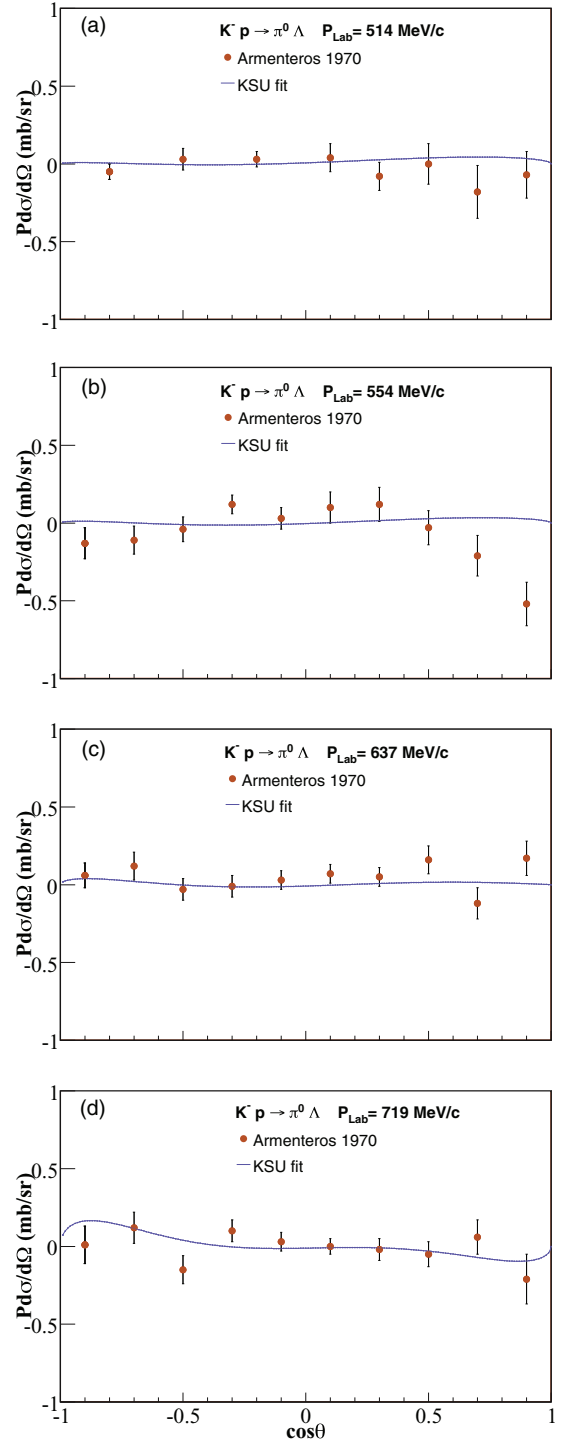 (a)
K⁻ p → π⁰ Λ P_Lab= 514 MeV/c
Armenteros 1970
KSU fit
Pdσ/dΩ (mb/sr)
1
0.5
0
-0.5
-1
(b)
K⁻ p → π⁰ Λ P_Lab= 554 MeV/c
Armenteros 1970
KSU fit
Pdσ/dΩ (mb/sr)
1
0.5
0
-0.5
-1
(c)
K⁻ p → π⁰ Λ P_Lab= 637 MeV/c
Armenteros 1970
KSU fit
Pdσ/dΩ (mb/sr)
1
0.5
0
-0.5
-1
(d)
K⁻ p → π⁰ Λ P_Lab= 719 MeV/c
Armenteros 1970
KSU fit
Pdσ/dΩ (mb/sr)
1
0.5
0
-0.5
-1
-1 -0.5 0 0.5 1
cosθ